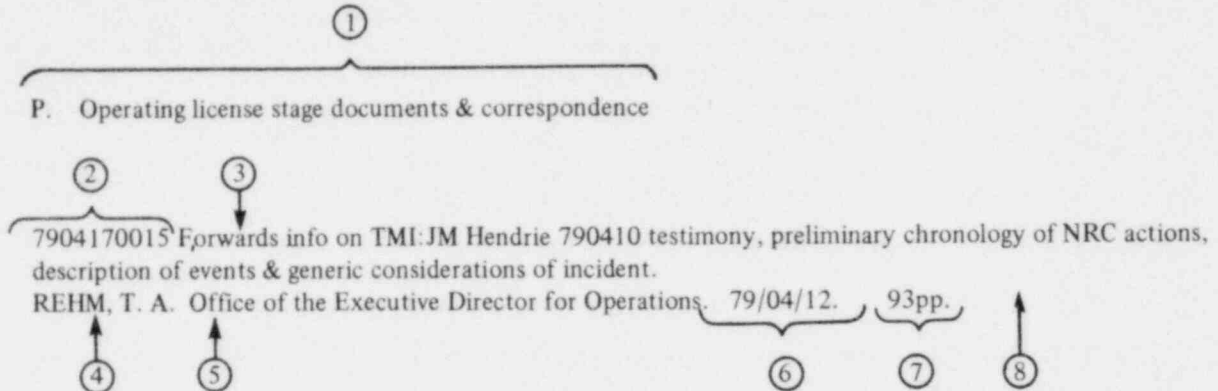 ①
P. Operating license stage documents & correspondence
② ③
7904170015 Forwards info on TMI:JM Hendrie 790410 testimony, preliminary chronology of NRC actions,
description of events & generic considerations of incident.
REHM, T. A. Office of the Executive Director for Operations. 79/04/12. 93pp.
④ ⑤ ⑥ ⑦ ⑧